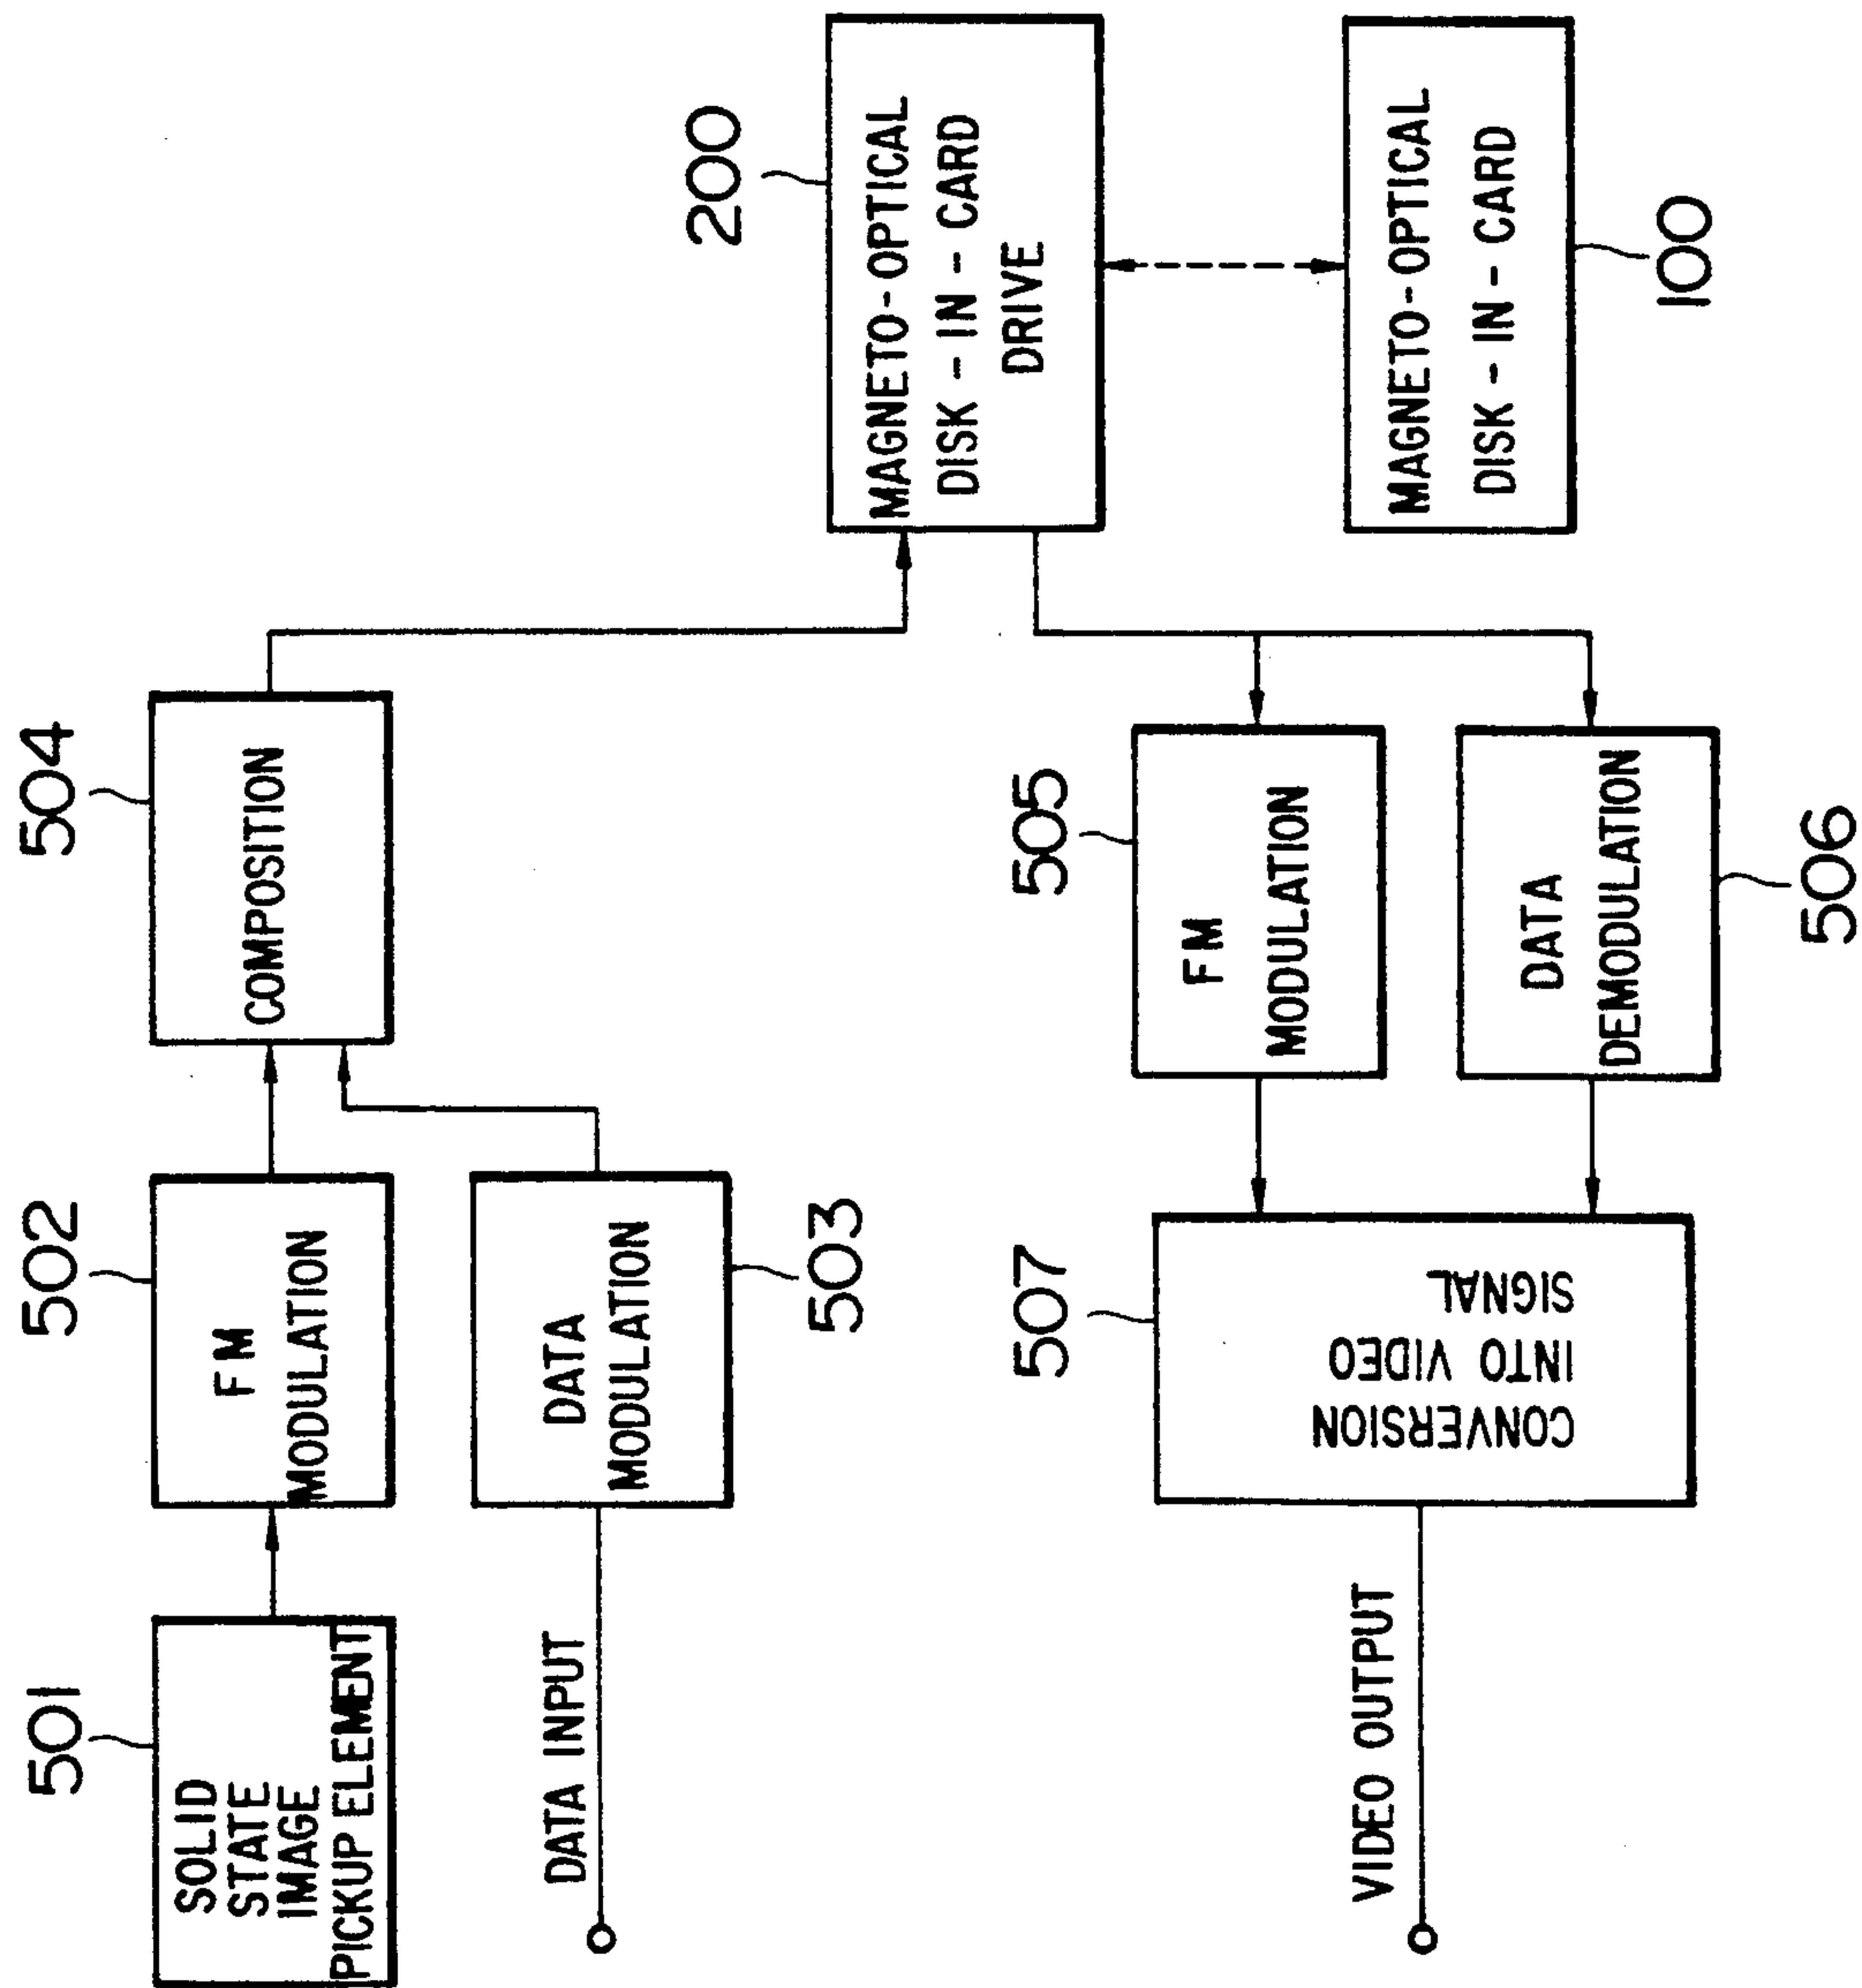 501
SOLID
STATE
IMAGE
PICKUP ELEMENT
502
FM
MODULATION
504
COMPOSITION
DATA INPUT
DATA
MODULATION
503
200
MAGNETO-OPTICAL
DISK-IN-CARD
DRIVE
507
CONVERSION
INTO VIDEO
SIGNAL
505
FM
MODULATION
VIDEO OUTPUT
DATA
DEMODULATION
506
MAGNETO-OPTICAL
DISK-IN-CARD
100